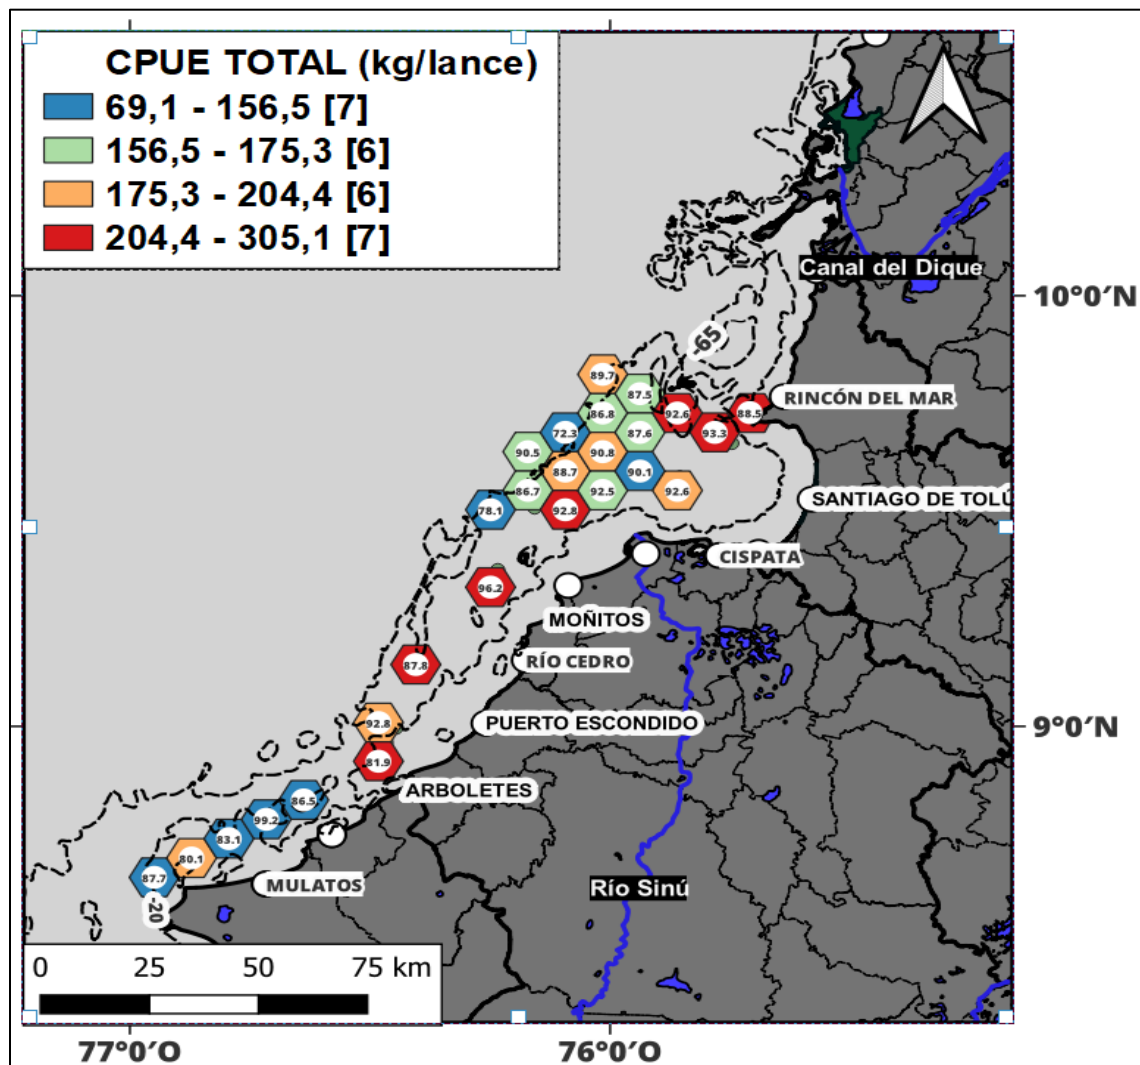 CPUE TOTAL (kg/lance)
69,1 - 156,5 [7]
156,5 - 175,3 [6]
175,3 - 204,4 [6]
204,4 - 305,1 [7]
Canal del Dique
10°0′N
-65
89.7
87.5
RINCÓN DEL MAR
86.8
92.6
88.5
72.3
87.6
93.3
90.5
90.8
88.7
90.1
86.7
92.5
92.6
SANTIAGO DE TOLÚ
78.1
92.8
CISPATA
96.2
MOÑITOS
RÍO CEDRO
87.8
92.8
PUERTO ESCONDIDO
9°0′N
81.9
ARBOLETES
86.5
99.2
83.1
80.1
87.7
MULATOS
Río Sinú
-20
0 25 50 75 km
77°0′O 76°0′O